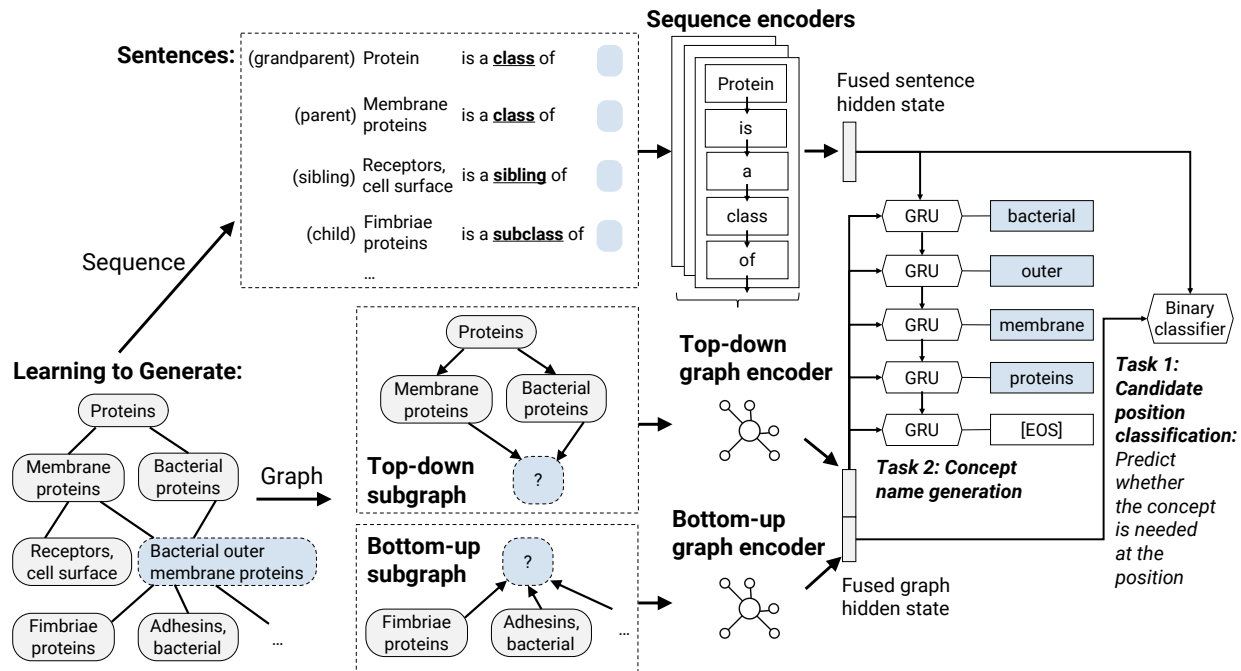 Sequence encoders
Sentences:
(grandparent) Protein is a class of
(parent) Membrane proteins is a class of
(sibling) Receptors, cell surface is a sibling of
(child) Fimbriae proteins is a subclass of
...
Protein
is
a
class
of
Fused sentence
hidden state
GRU
bacterial
GRU
outer
GRU
membrane
GRU
proteins
GRU
[EOS]
Task 2: Concept
name generation
Binary
classifier
Task 1:
Candidate
position
classification:
Predict
whether
the concept
is needed
at the
position
Sequence
Learning to Generate:
Proteins
Membrane
proteins
Bacterial
proteins
Receptors,
cell surface
Bacterial outer
membrane proteins
Fimbriae
proteins
Adhesins,
bacterial
...
Graph
Proteins
Membrane
proteins
Bacterial
proteins
?
Top-down
subgraph
Bottom-up
subgraph
?
Fimbriae
proteins
Adhesins,
bacterial
...
Top-down
graph encoder
Bottom-up
graph encoder
Fused graph
hidden state